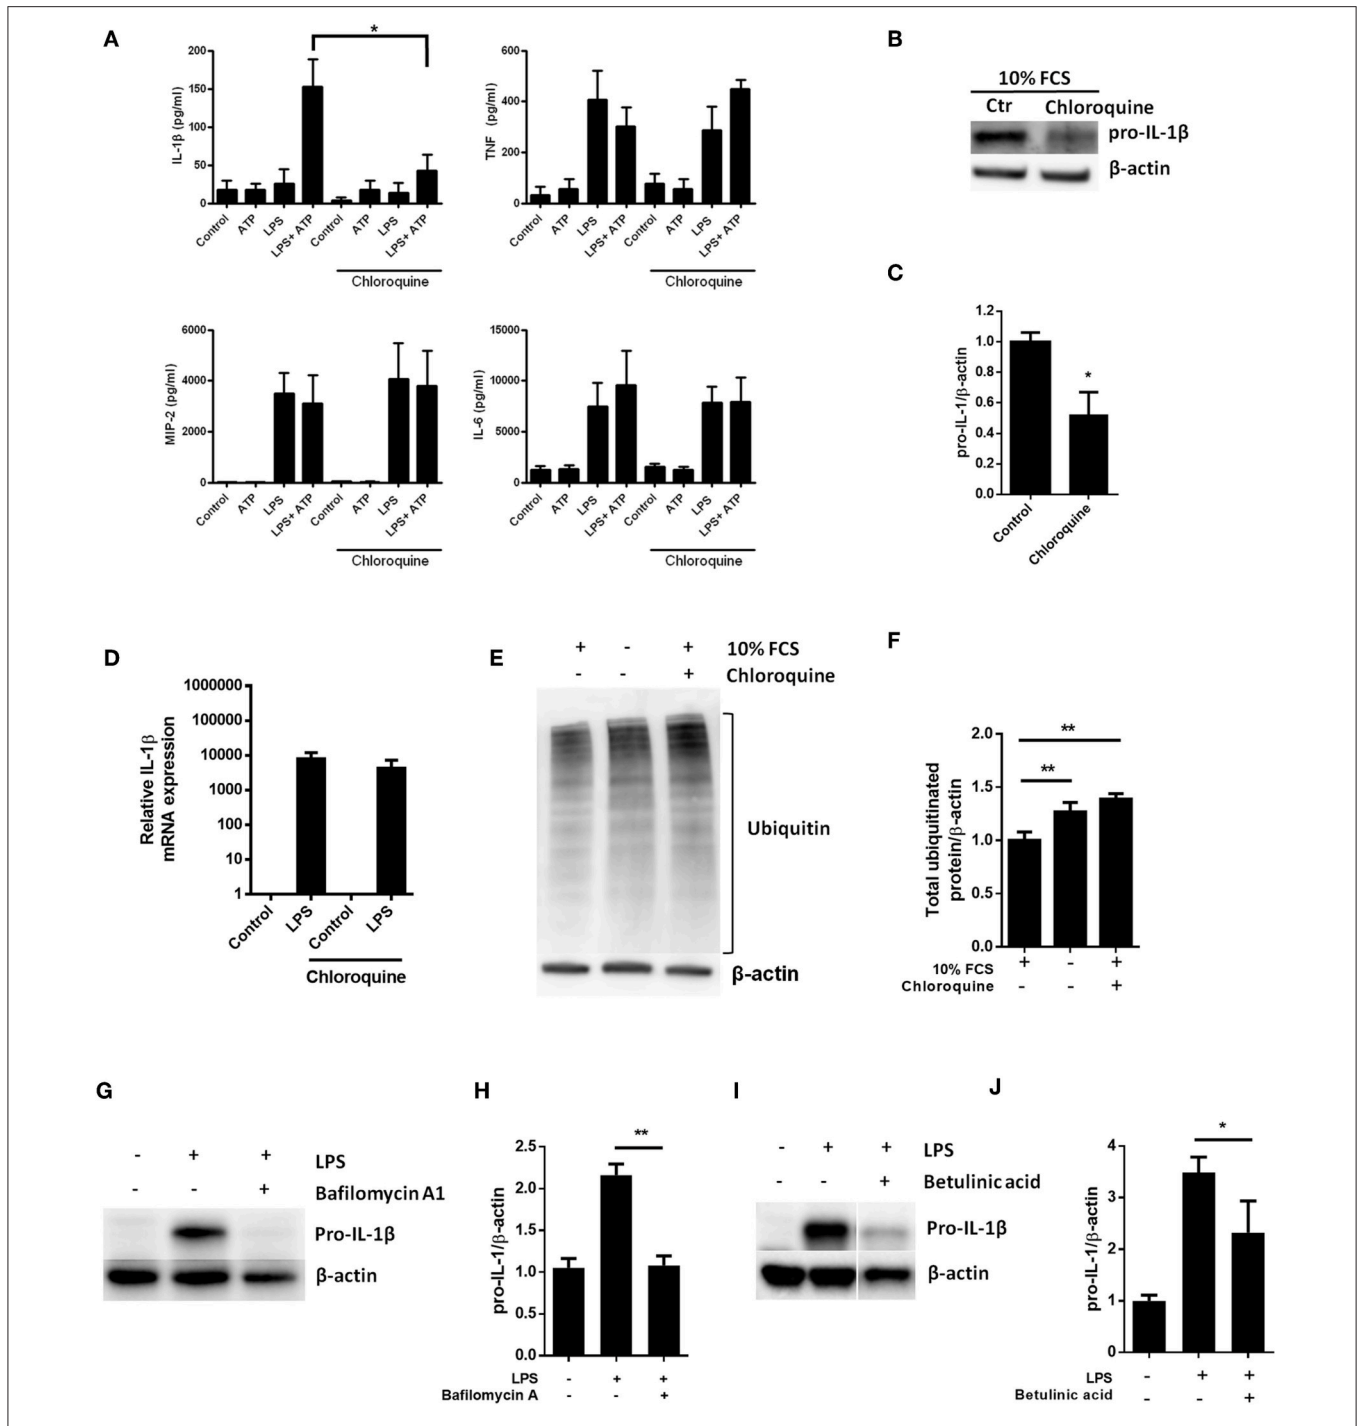 A
*
200
150
100
50
0
IL-1β (pg/ml)
Control
ATP
LPS
LPS+ ATP
Control
ATP
LPS
LPS+ ATP
Chloroquine
600
400
200
0
TNF (pg/ml)
Control
ATP
LPS
LPS+ ATP
Control
ATP
LPS
LPS+ ATP
Chloroquine
6000
4000
2000
0
MIP-2 (pg/ml)
Control
ATP
LPS
LPS+ ATP
Control
ATP
LPS
LPS+ ATP
Chloroquine
15000
10000
5000
0
IL-6 (pg/ml)
Control
ATP
LPS
LPS+ ATP
Control
ATP
LPS
LPS+ ATP
Chloroquine
B
10% FCS
Ctr Chloroquine
pro-IL-1β
β-actin
C
1.2
1.0
0.8
0.6
0.4
0.2
0.0
pro-IL-1/β-actin
*
Control
Chloroquine
D
1000000
100000
10000
1000
100
10
1
Relative IL-1β
mRNA expression
Control
LPS
Control
LPS
Chloroquine
E
+ - + 10% FCS
- - + Chloroquine
Ubiquitin
β-actin
F
2.0
1.5
1.0
0.5
0.0
Total ubiquitinated
protein/β-actin
**
**
10% FCS + - +
Chloroquine - - +
G
- + + LPS
- - + Bafilomycin A1
Pro-IL-1β
β-actin
H
2.5
2.0
1.5
1.0
0.5
0.0
pro-IL-1/β-actin
**
LPS - + +
Bafilomycin A - - +
I
- + + LPS
- - + Betulinic acid
Pro-IL-1β
β-actin
J
4
3
2
1
0
pro-IL-1/β-actin
*
LPS - + +
Betulinic acid - - +